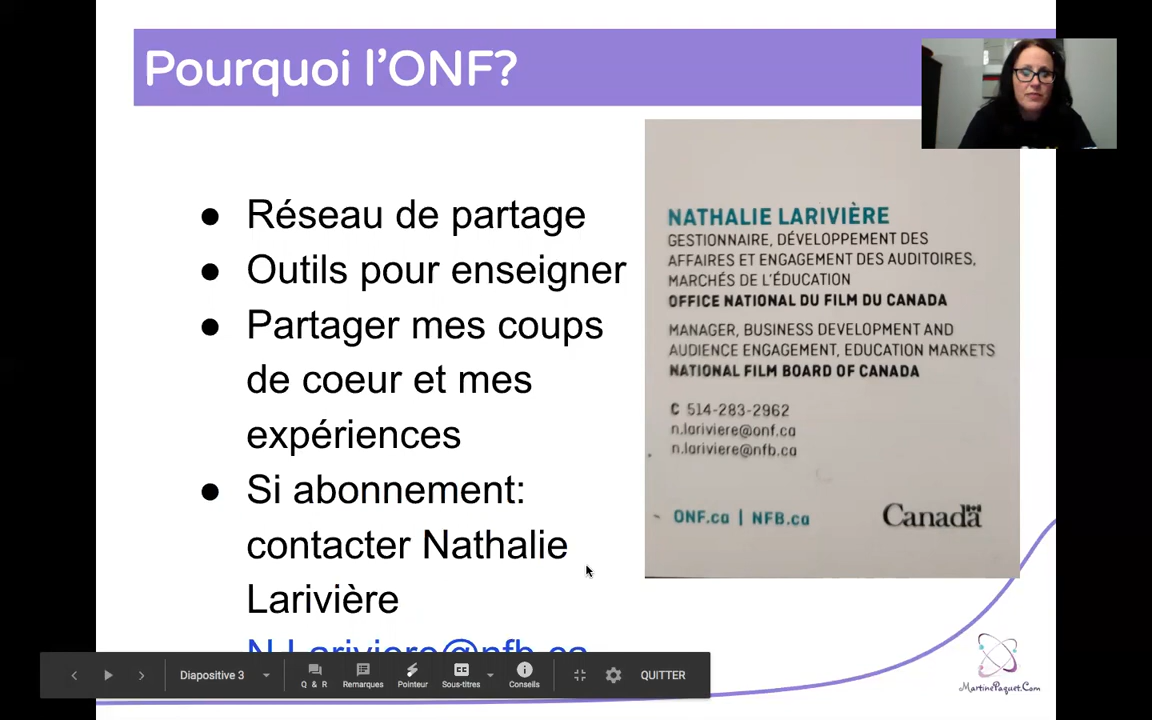 Pourquoi l'ONF?
● Réseau de partage
● Outils pour enseigner
● Partager mes coups
de coeur et mes
expériences
● Si abonnement:
contacter Nathalie
Larivière
N.Lariviere@nfb.ca
NATHALIE LARIVIÈRE
GESTIONNAIRE, DÉVELOPPEMENT DES
AFFAIRES ET ENGAGEMENT DES AUDITOIRES,
MARCHÉS DE L'ÉDUCATION
OFFICE NATIONAL DU FILM DU CANADA
MANAGER, BUSINESS DEVELOPMENT AND
AUDIENCE ENGAGEMENT, EDUCATION MARKETS
NATIONAL FILM BOARD OF CANADA
C 514-283-2962
n.lariviere@onf.ca
n.lariviere@nfb.ca
ONF.ca | NFB.ca
Canada
MartinePaquet.Com
Diapositive 3
Q & R
Remarques
Pointeur
CC
Sous-titres
Conseils
QUITTER